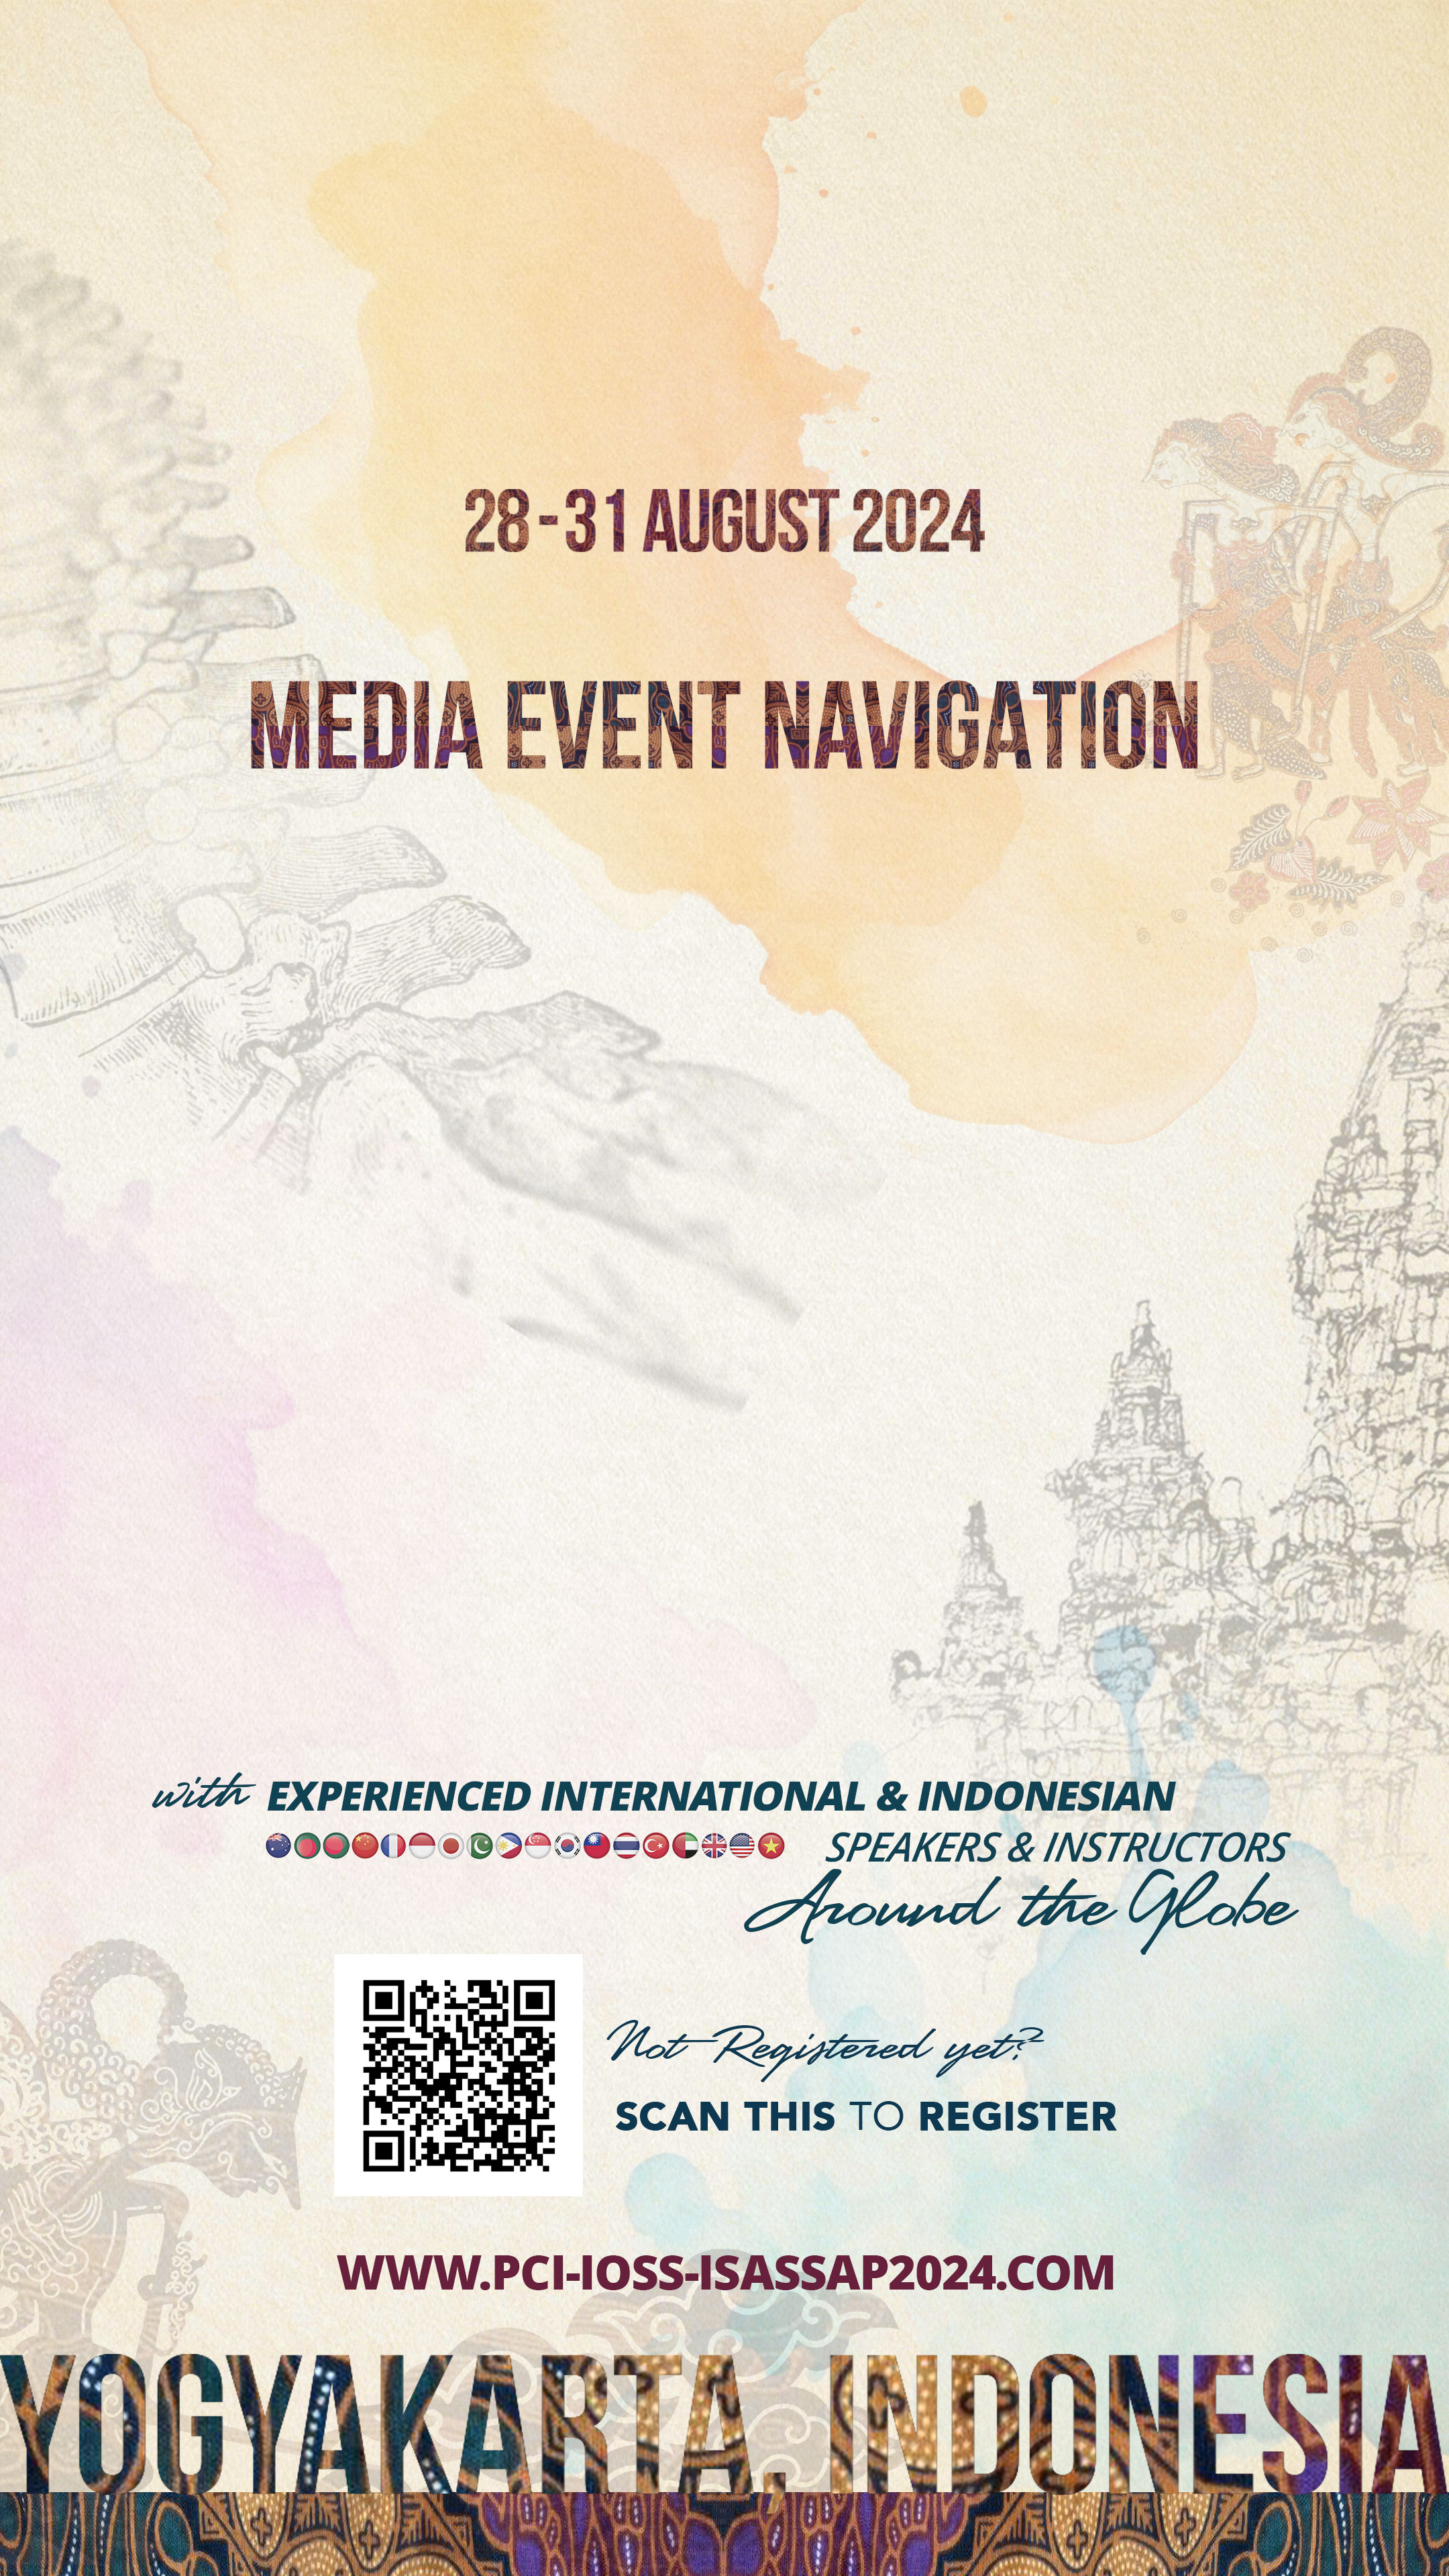 28-31 AUGUST 2024
MEDIA EVENT NAVIGATION
with EXPERIENCED INTERNATIONAL & INDONESIAN
SPEAKERS & INSTRUCTORS
Around the Globe
Not Registered yet?
SCAN THIS TO REGISTER
WWW.PCI-IOSS-ISASSAP2024.COM
YOGYAKARTA, INDONESIA